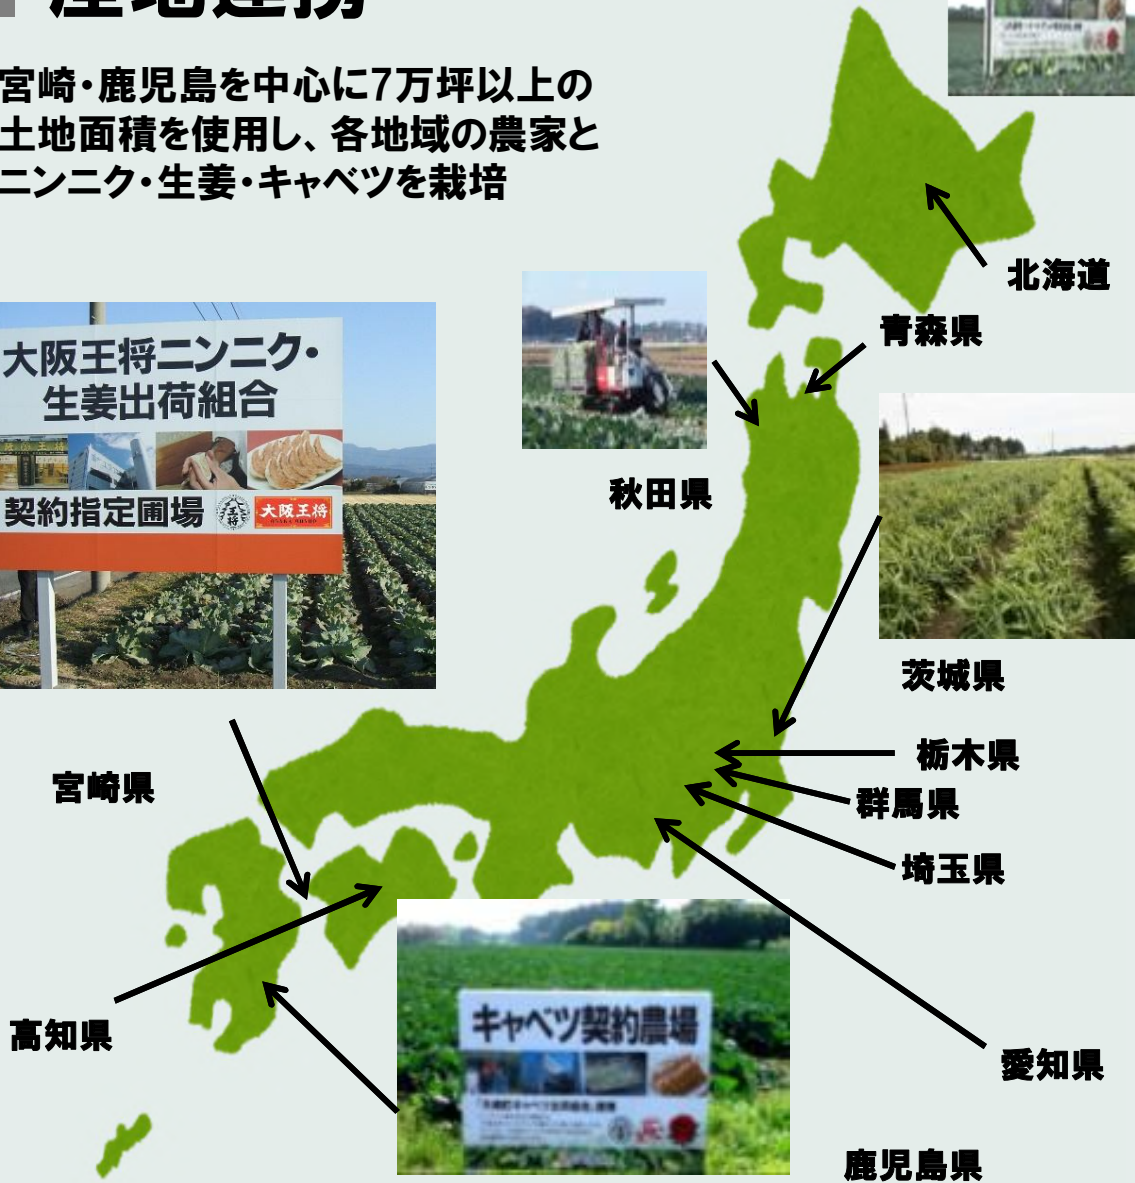 産地連携
宮崎・鹿児島を中心に7万坪以上の
土地面積を使用し、各地域の農家と
ニンニク・生姜・キャベツを栽培
北海道
青森県
大阪王将ニンニク・
生姜出荷組合
契約指定圃場
大阪王将
秋田県
茨城県
栃木県
宮崎県
群馬県
埼玉県
キャベツ契約農場
高知県
愛知県
鹿児島県